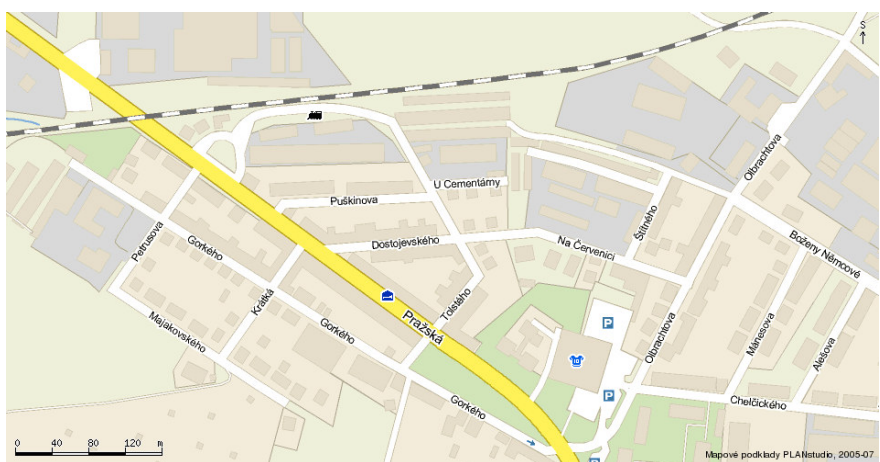 S
Olbrachtova
U Cementárny
Puškinova
Štítného
Petrusova
Gorkého
Dostojevského
Na Červenici
Boženy Němcové
Krátká
Tolstého
Majakovského
Gorkého
Pražská
P
Olbrachtova
Mánesova
Alešova
P
Chelčického
Gorkého
0 40 80 120 m
P
Mapové podklady PLANstudio, 2005-07